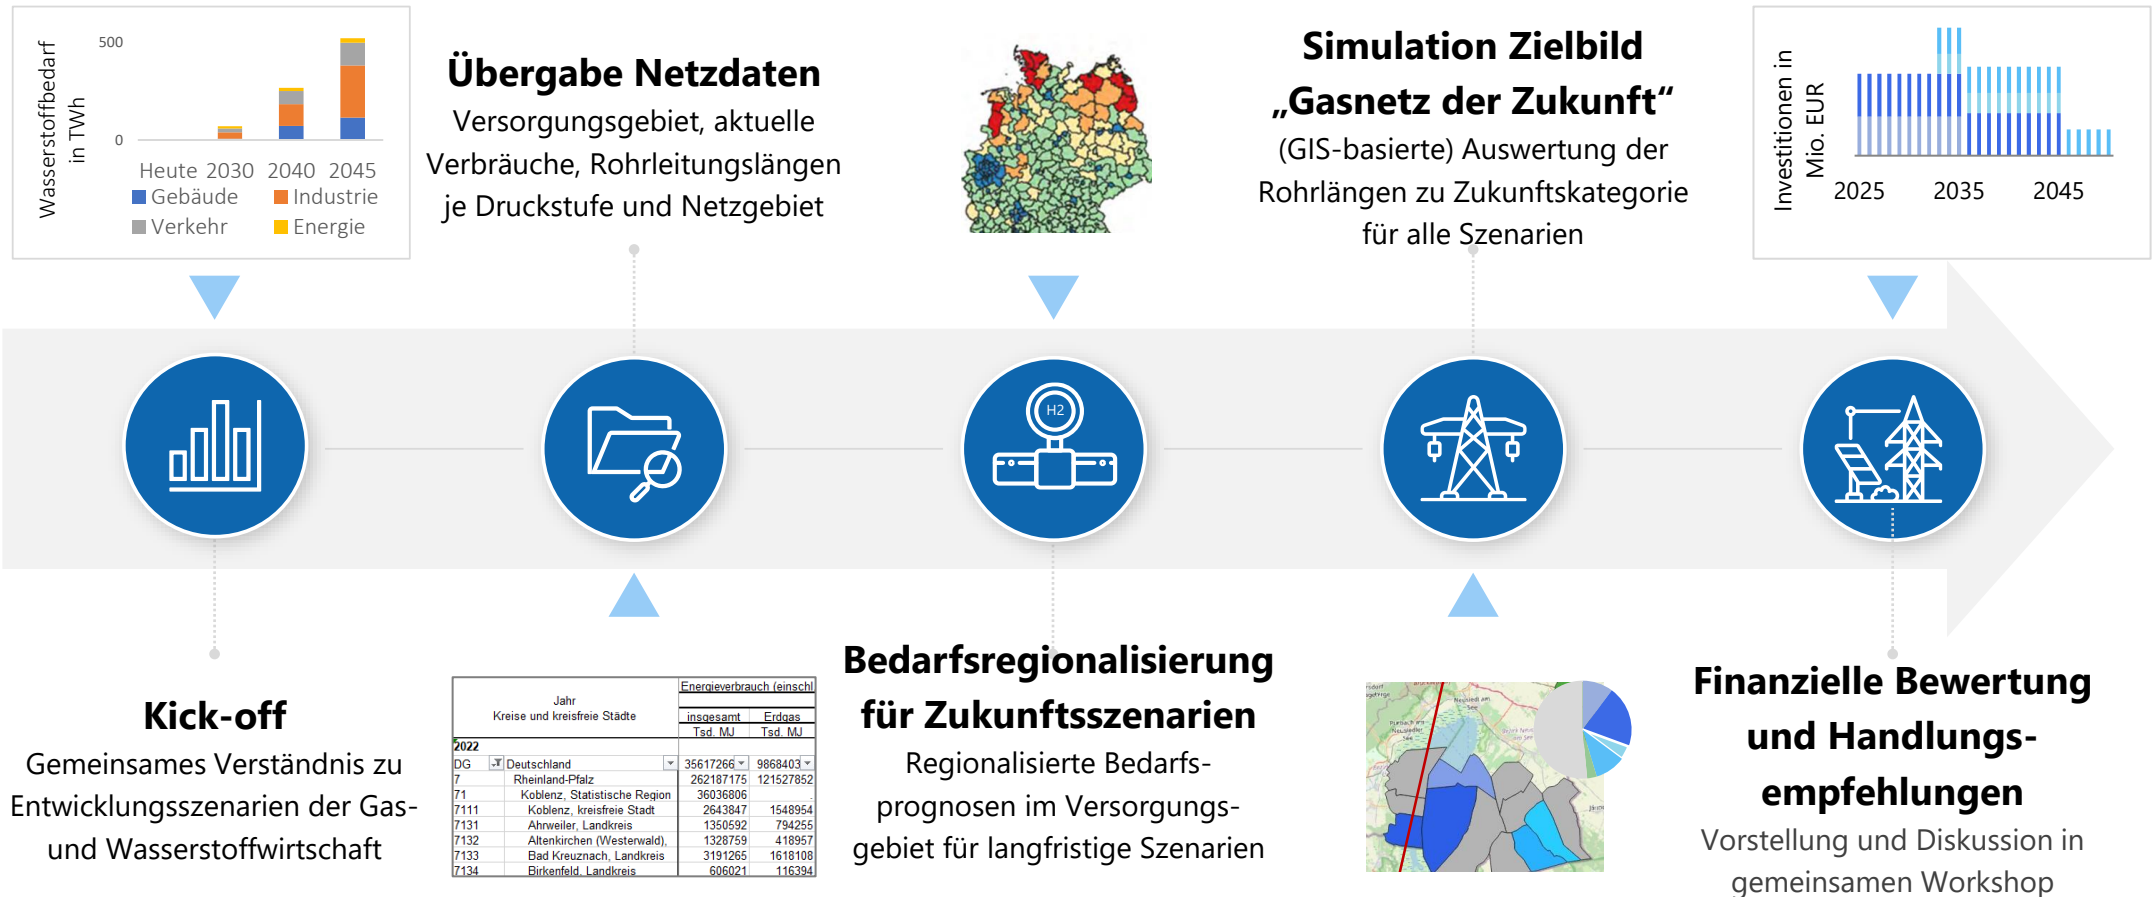 Wasserstoffbedarf
in TWh
500
0
Heute 2030 2040 2045
Gebäude Industrie
Verkehr Energie
Übergabe Netzdaten
Versorgungsgebiet, aktuelle
Verbräuche, Rohrleitungslängen
je Druckstufe und Netzgebiet
Simulation Zielbild
„Gasnetz der Zukunft“
(GIS-basierte) Auswertung der
Rohrlängen zu Zukunftskategorie
für alle Szenarien
Investitionen in
Mio. EUR
2025 2035 2045
H2
Kick-off
Gemeinsames Verständnis zu
Entwicklungsszenarien der Gas-
und Wasserstoffwirtschaft
Energieverbrauch (einschl
Jahr
Kreise und kreisfreie Städte insgesamt Erdgas
Tsd. MJ Tsd. MJ
2022
DG Deutschland 35617266 9868403
7 Rheinland-Pfalz 262187175 121527852
71 Koblenz, Statistische Region 36036806 .
7111 Koblenz, kreisfreie Stadt 2643847 1548954
7131 Ahrweiler, Landkreis 1350592 794255
7132 Altenkirchen (Westerwald), 1328759 418957
7133 Bad Kreuznach, Landkreis 3191265 1618108
7134 Birkenfeld, Landkreis 606021 116394
Bedarfsregionalisierung
für Zukunftsszenarien
Regionalisierte Bedarfs-
prognosen im Versorgungs-
gebiet für langfristige Szenarien
Neusiedl am
See
Neusiedler
See
Finanzielle Bewertung
und Handlungs-
empfehlungen
Vorstellung und Diskussion in
gemeinsamen Workshop